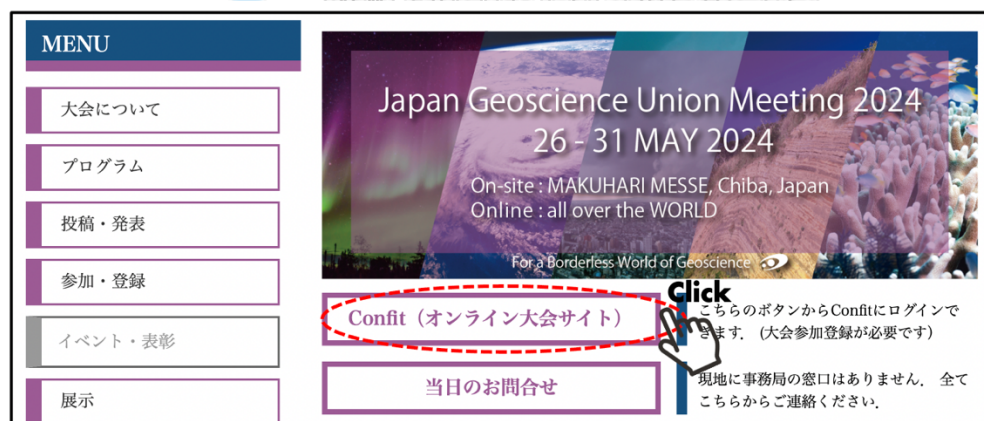 MENU
大会について
プログラム
投稿・発表
参加・登録
イベント・表彰
展示
Japan Geoscience Union Meeting 2024
26 - 31 MAY 2024
On-site : MAKUHARI MESSE, Chiba, Japan
Online : all over the WORLD
For a Borderless World of Geoscience
Click
Confit（オンライン大会サイト）
こちらのボタンからConfitにログインで
きます．（大会参加登録が必要です）
当日のお問合せ
現地に事務局の窓口はありません． 全て
こちらからご連絡ください．